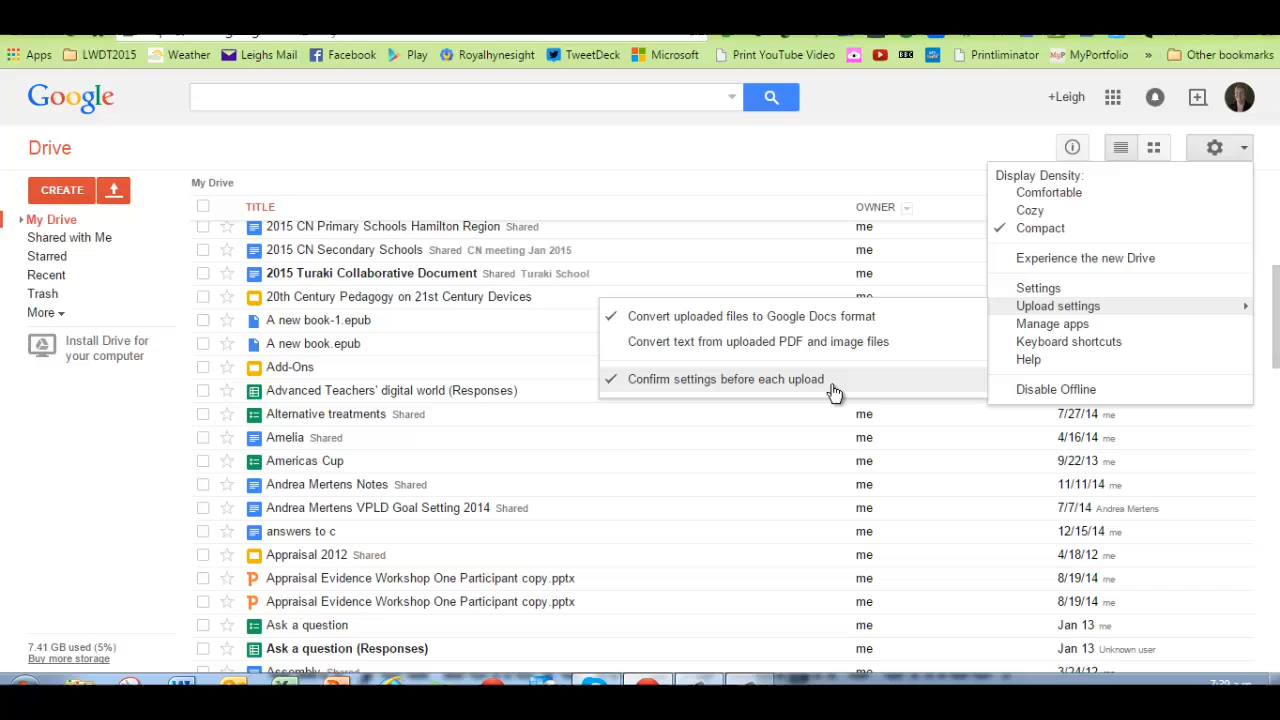 Apps LWDT2015 Weather Leighs Mail Facebook Play Royalhynesight TweetDeck Microsoft Print YouTube Video Printliminator MyPortfolio » Other bookmarks
Google
+Leigh
Drive
CREATE
My Drive
Shared with Me
Starred
Recent
Trash
More
Install Drive for
your computer
7.41 GB used (5%)
Buy more storage
My Drive
TITLE OWNER
2015 CN Primary Schools Hamilton Region Shared me
2015 CN Secondary Schools Shared CN meeting Jan 2015 me
2015 Turaki Collaborative Document Shared Turaki School me
20th Century Pedagogy on 21st Century Devices me
A new book-1.epub
A new book.epub
Add-Ons
Advanced Teachers' digital world (Responses)
Alternative treatments Shared me 7/27/14 me
Amelia Shared me 4/16/14 me
Americas Cup me 9/22/13 me
Andrea Mertens Notes Shared me 11/11/14 me
Andrea Mertens VPLD Goal Setting 2014 Shared me 7/7/14 Andrea Mertens
answers to c me 12/15/14 me
Appraisal 2012 Shared me 4/18/12 me
Appraisal Evidence Workshop One Participant copy.pptx me 8/19/14 me
Appraisal Evidence Workshop One Participant copy.pptx me 8/19/14 me
Ask a question me Jan 13 me
Ask a question (Responses) me Jan 13 Unknown user
Assembly Shared me 3/24/12 me
Display Density:
Comfortable
Cozy
Compact
Experience the new Drive
Settings
Upload settings
Manage apps
Keyboard shortcuts
Help
Disable Offline
Convert uploaded files to Google Docs format
Convert text from uploaded PDF and image files
Confirm settings before each upload